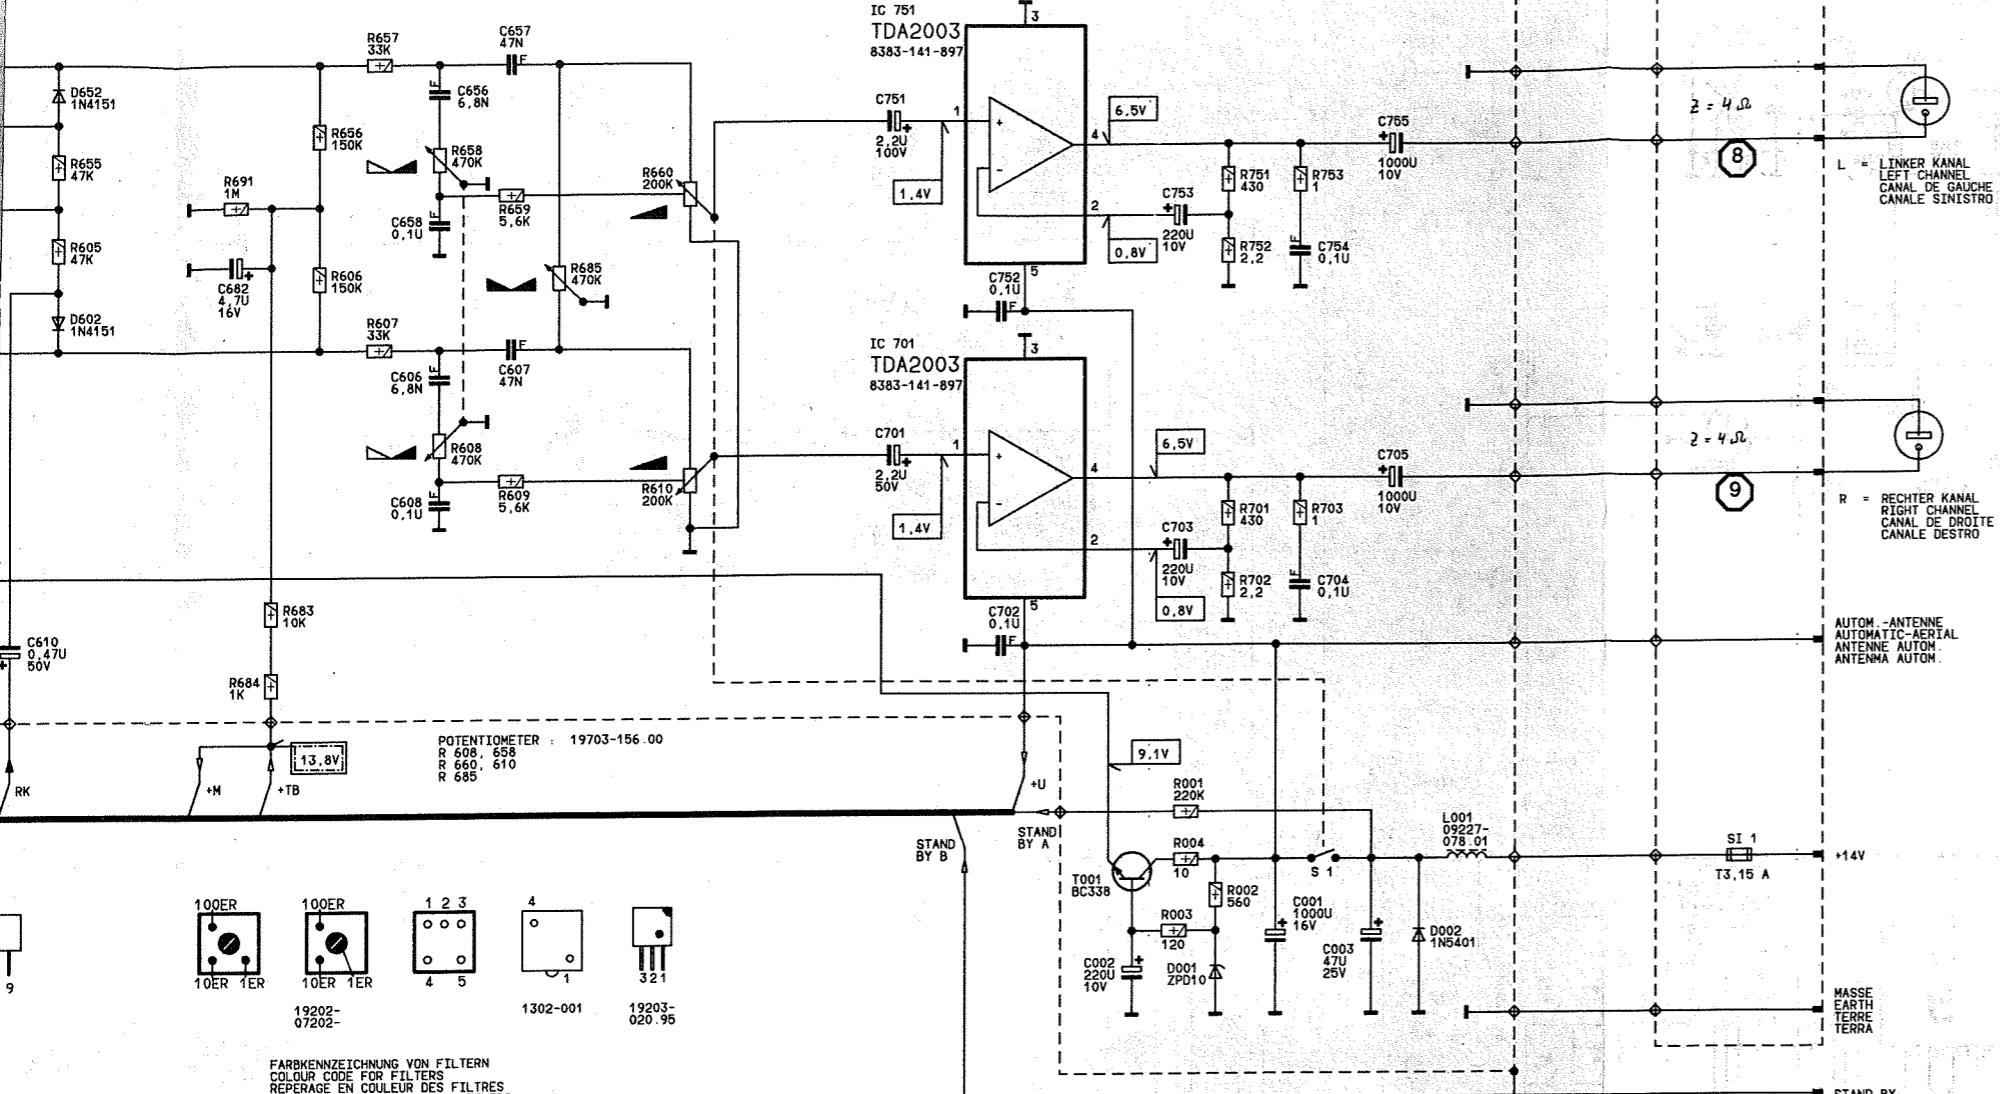 IC 751
TDA2003
8383-141-897
3
R657
33K
C657
47N
D652
1N4151
C656
6,8N
R656
150K
R658
470K
R655
47K
R691
1M
R660
200K
C658
0,1U
R659
5,6K
R605
47K
C682
4,7U
16V
R606
150K
R685
470K
D602
1N4151
C751
2,2U
100V
1
+
-
1,4V
4
6.5V
2
0,8V
C753
220U
10V
R751
430
R753
1
R752
2,2
C754
0,1U
C755
1000U
10V
Z = 4 Ω
8
L = LINKER KANAL
LEFT CHANNEL
CANAL DE GAUCHE
CANALE SINISTRO
C752
0,1U
5
R607
33K
C607
47N
C606
6,8N
R608
470K
C608
0,1U
R609
5,6K
R610
200K
IC 701
TDA2003
8383-141-897
3
C701
2,2U
50V
1
+
-
1,4V
4
6,5V
2
0,8V
C703
220U
10V
R701
430
R703
1
R702
2,2
C704
0,1U
C705
1000U
10V
Z = 4 Ω
9
R = RECHTER KANAL
RIGHT CHANNEL
CANAL DE DROITE
CANALE DESTRO
C702
0,1U
5
C610
0,47U
50V
R683
10K
R684
1K
AUTOM.-ANTENNE
AUTOMATIC-AERIAL
ANTENNE AUTOM.
ANTENMA AUTOM.
POTENTIOMETER : 19703-156.00
R 608, 658
R 660, 610
R 685
13,8V
RK
+M
+TB
+U
9,1V
R001
220K
STAND
BY A
STAND
BY B
R004
10
T001
BC338
R002
560
R003
120
C002
220U
10V
D001
ZPD10
C001
1000U
16V
S 1
C003
47U
25V
D002
1N5401
L001
09227-
078.01
SI 1
T3,15 A
+14V
MASSE
EARTH
TERRE
TERRA
9
100ER
10ER 1ER
100ER
10ER 1ER
19202-
07202-
1 2 3
4 5
4
1
1302-001
321
19203-
020.95
FARBKENNZEICHNUNG VON FILTERN
COLOUR CODE FOR FILTERS
REPERAGE EN COULEUR DES FILTRES
STAND BY